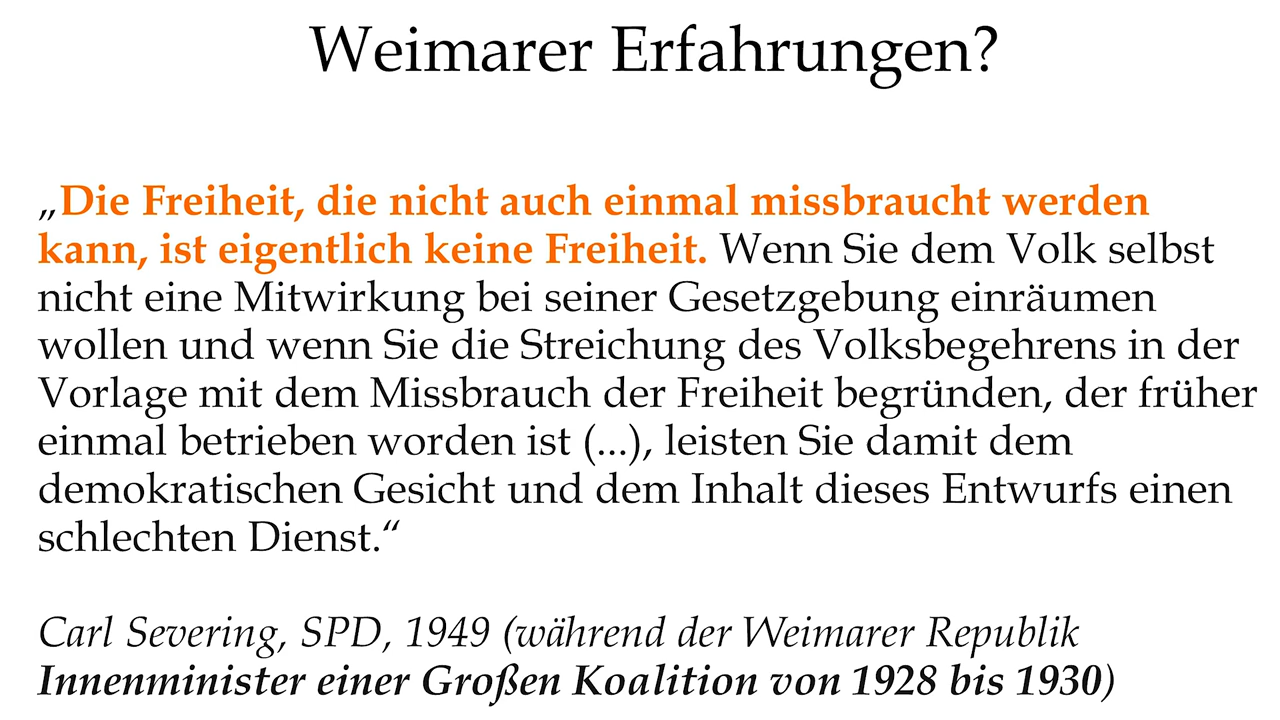 Weimarer Erfahrungen?
„Die Freiheit, die nicht auch einmal missbraucht werden
kann, ist eigentlich keine Freiheit. Wenn Sie dem Volk selbst
nicht eine Mitwirkung bei seiner Gesetzgebung einräumen
wollen und wenn Sie die Streichung des Volksbegehrens in der
Vorlage mit dem Missbrauch der Freiheit begründen, der früher
einmal betrieben worden ist (...), leisten Sie damit dem
demokratischen Gesicht und dem Inhalt dieses Entwurfs einen
schlechten Dienst.“
Carl Severing, SPD, 1949 (während der Weimarer Republik
Innenminister einer Großen Koalition von 1928 bis 1930)